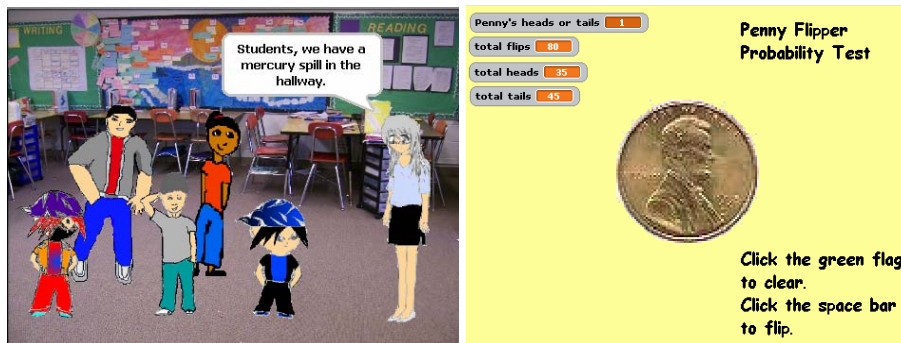 WRITING
READING
Students, we have a
mercury spill in the
hallway.
Penny's heads or tails 1
total flips 80
total heads 35
total tails 45
Penny Flipper
Probability Test
Click the green flag
to clear.
Click the space bar
to flip.